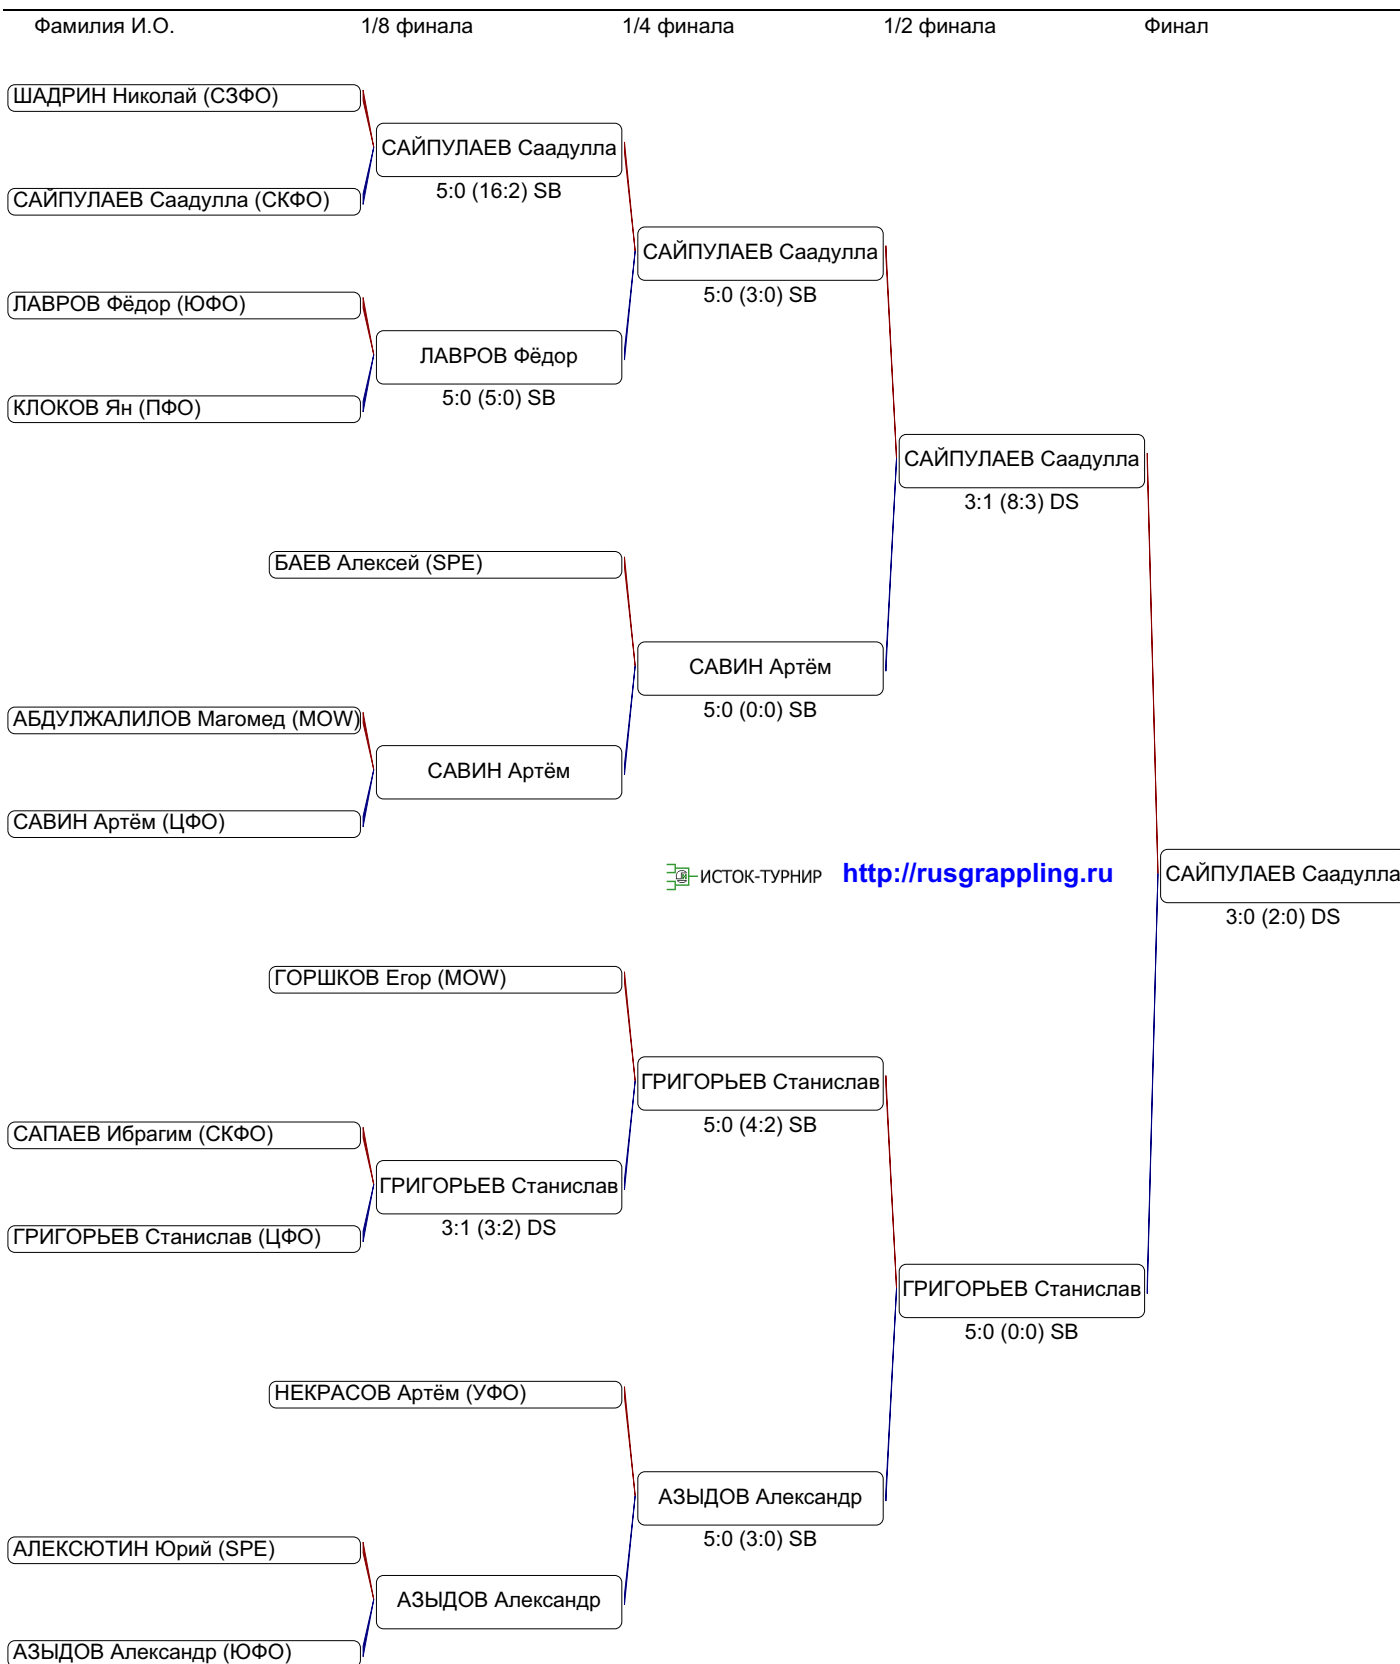 Фамилия И.О. 1/8 финала 1/4 финала 1/2 финала Финал
ШАДРИН Николай (СЗФО)
САЙПУЛАЕВ Саадулла
5:0 (16:2) SB
САЙПУЛАЕВ Саадулла (СКФО)
САЙПУЛАЕВ Саадулла
5:0 (3:0) SB
ЛАВРОВ Фёдор (ЮФО)
ЛАВРОВ Фёдор
5:0 (5:0) SB
КЛОКОВ Ян (ПФО)
САЙПУЛАЕВ Саадулла
3:1 (8:3) DS
БАЕВ Алексей (SPE)
САВИН Артём
5:0 (0:0) SB
АБДУЛЖАЛИЛОВ Магомед (MOW)
САВИН Артём
САВИН Артём (ЦФО)
ИСТОК-ТУРНИР http://rusgrappling.ru
САЙПУЛАЕВ Саадулла
3:0 (2:0) DS
ГОРШКОВ Егор (MOW)
ГРИГОРЬЕВ Станислав
5:0 (4:2) SB
САПАЕВ Ибрагим (СКФО)
ГРИГОРЬЕВ Станислав
3:1 (3:2) DS
ГРИГОРЬЕВ Станислав (ЦФО)
ГРИГОРЬЕВ Станислав
5:0 (0:0) SB
НЕКРАСОВ Артём (УФО)
АЗЫДОВ Александр
5:0 (3:0) SB
АЛЕКСЮТИН Юрий (SPE)
АЗЫДОВ Александр
АЗЫДОВ Александр (ЮФО)